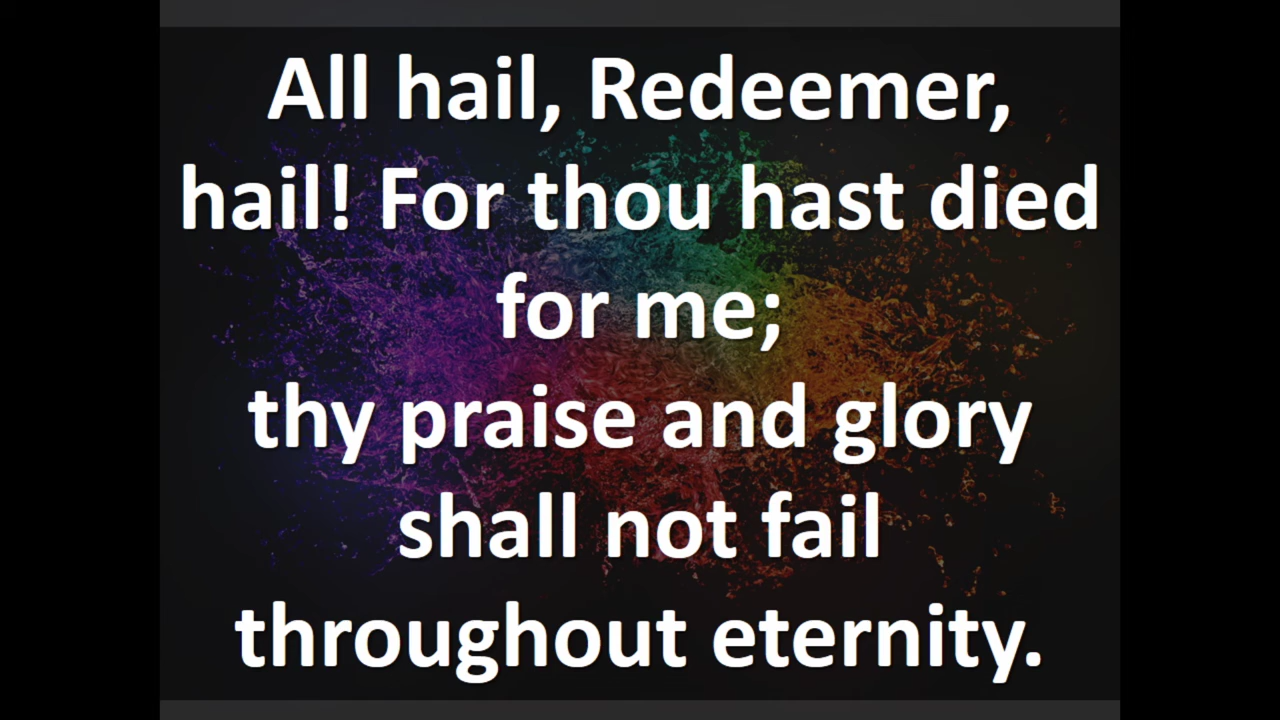 All hail, Redeemer,
hail! For thou hast died
for me;
thy praise and glory
shall not fail
throughout eternity.